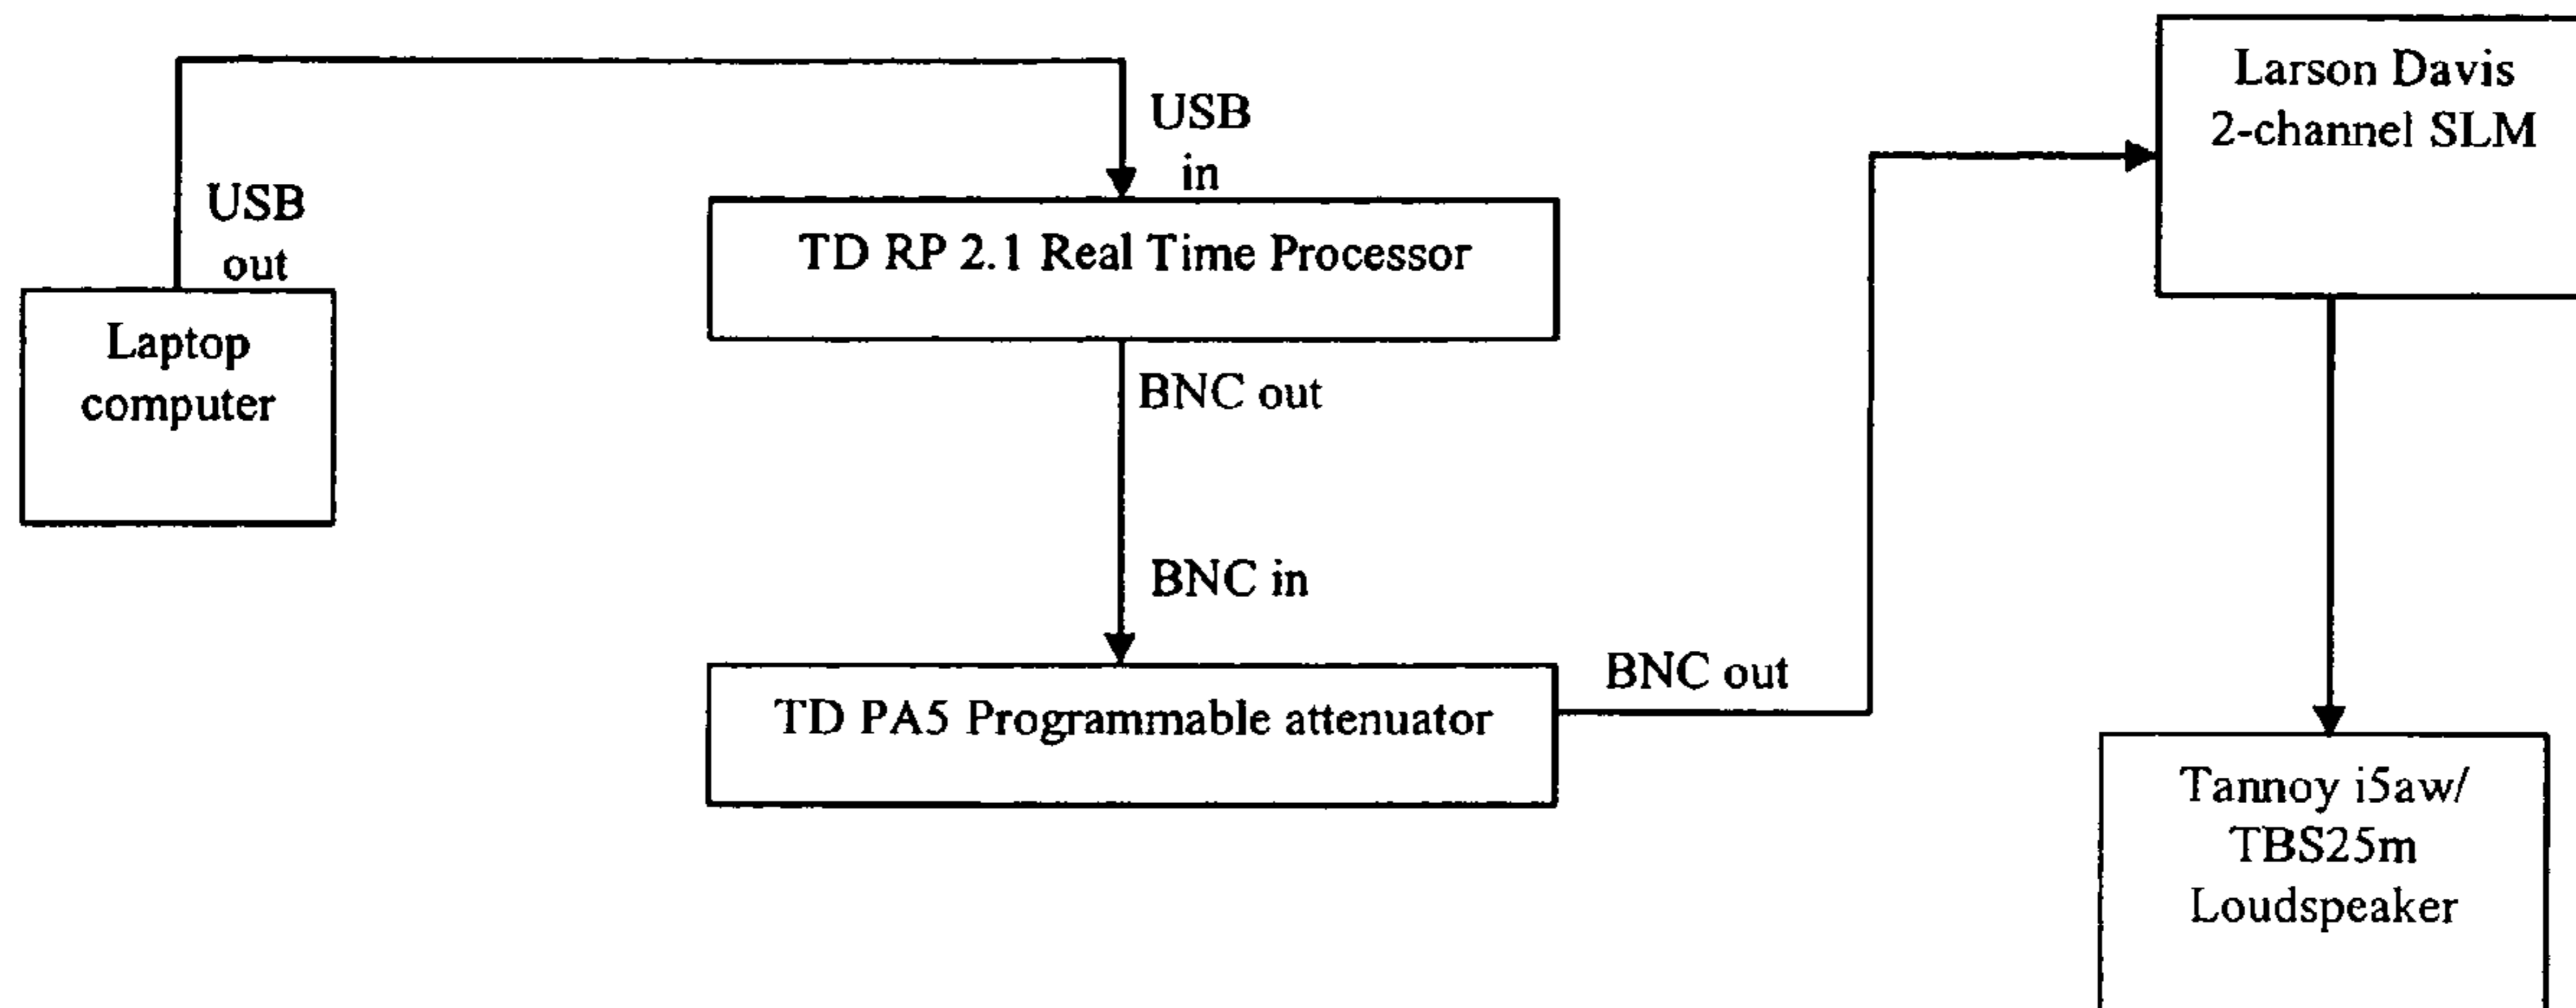 Larson Davis
2-channel SLM
USB
in
USB
out
TD RP 2.1 Real Time Processor
Laptop
computer
BNC out
BNC in
BNC out
TD PA5 Programmable attenuator
Tannoy i5aw/
TBS25m
Loudspeaker